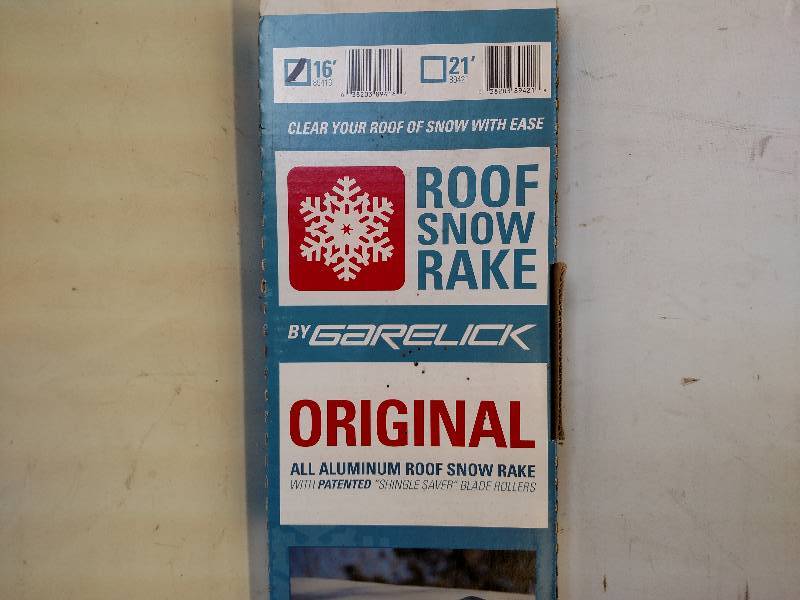 16'
21'
89421
CLEAR YOUR ROOF OF SNOW WITH EASE
ROOF
SNOW
RAKE
BY GARELICK
ORIGINAL
ALL ALUMINUM ROOF SNOW RAKE
WITH PATENTED "SHINGLE SAVER" BLADE ROLLERS